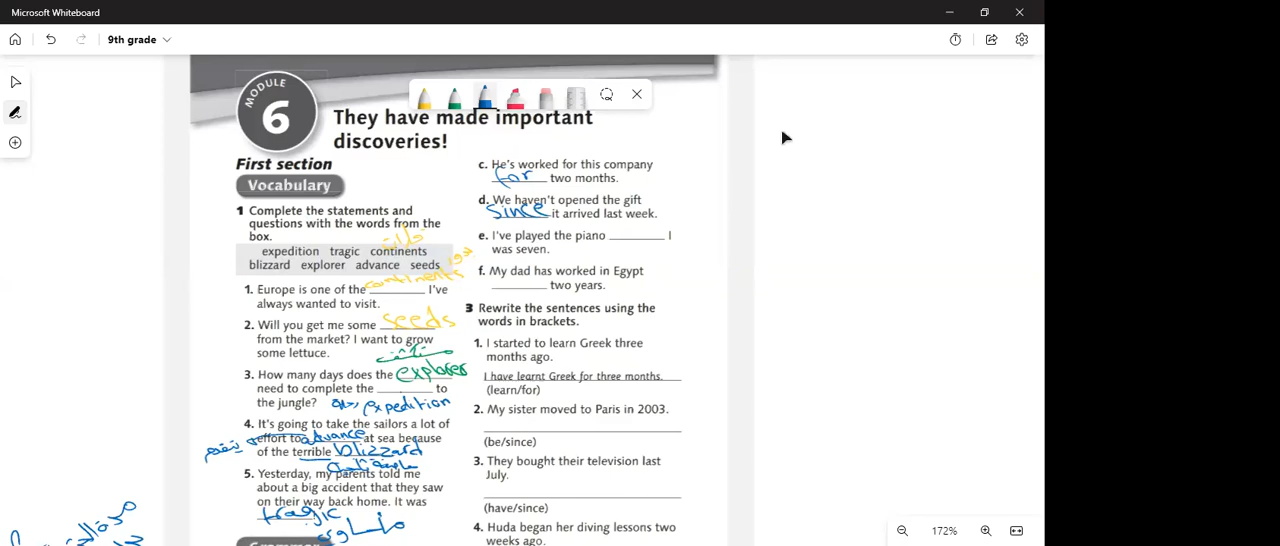 Microsoft Whiteboard
9th grade
MODULE
6
They have made important
discoveries!
First section
Vocabulary
1 Complete the statements and
questions with the words from the
box.
expedition tragic continents
blizzard explorer advance seeds
1. Europe is one of the continents I've
always wanted to visit.
2. Will you get me some seeds
from the market? I want to grow
some lettuce.
3. How many days does the explorer
need to complete the expedition to
the jungle?
4. It's going to take the sailors a lot of
effort to advance at sea because
of the terrible blizzard
5. Yesterday, my parents told me
about a big accident that they saw
on their way back home. It was
tragic
c. He's worked for this company
for two months.
d. We haven't opened the gift
since it arrived last week.
e. I've played the piano ________ I
was seven.
f. My dad has worked in Egypt
________ two years.
3 Rewrite the sentences using the
words in brackets.
1. I started to learn Greek three
months ago.
I have learnt Greek for three months.
(learn/for)
2. My sister moved to Paris in 2003.
(be/since)
3. They bought their television last
July.
(have/since)
4. Huda began her diving lessons two
weeks ago.
172%